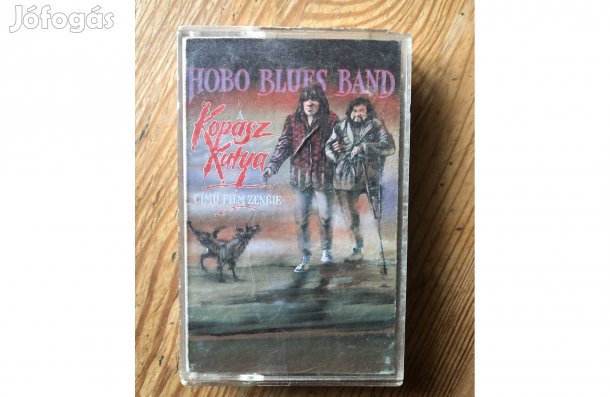 Jófogás
HOBO BLUES BAND
A
Kopasz
Kutya
CÍMŰ FILM ZENÉJE